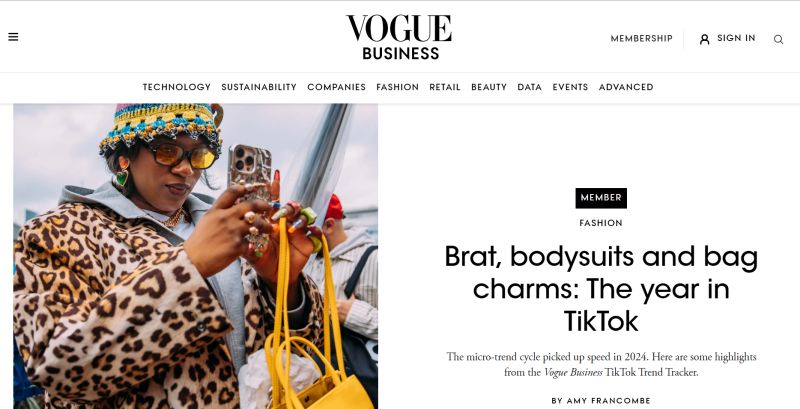 VOGUE
BUSINESS
MEMBERSHIP
SIGN IN
TECHNOLOGY SUSTAINABILITY COMPANIES FASHION RETAIL BEAUTY DATA EVENTS ADVANCED
MEMBER
FASHION
Brat, bodysuits and bag
charms: The year in
TikTok
The micro-trend cycle picked up speed in 2024. Here are some highlights
from the Vogue Business TikTok Trend Tracker.
BY AMY FRANCOMBE